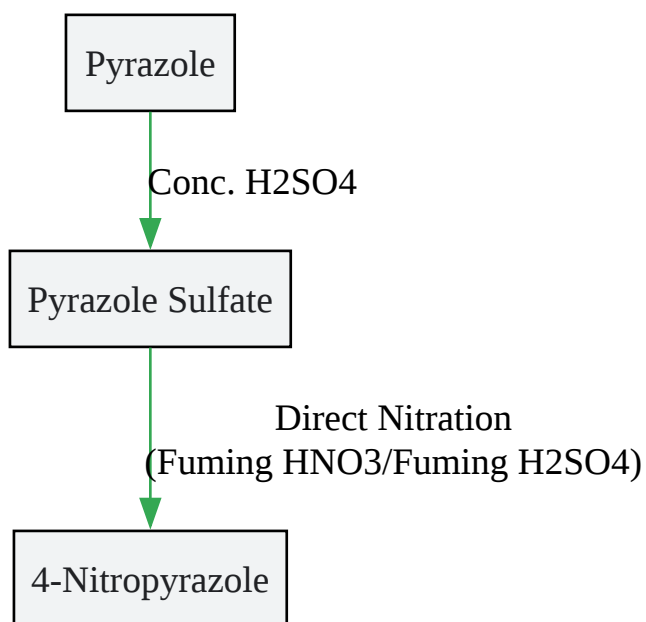 Pyrazole
Conc. H2SO4
Pyrazole Sulfate
Direct Nitration
(Fuming HNO3/Fuming H2SO4)
4-Nitropyrazole